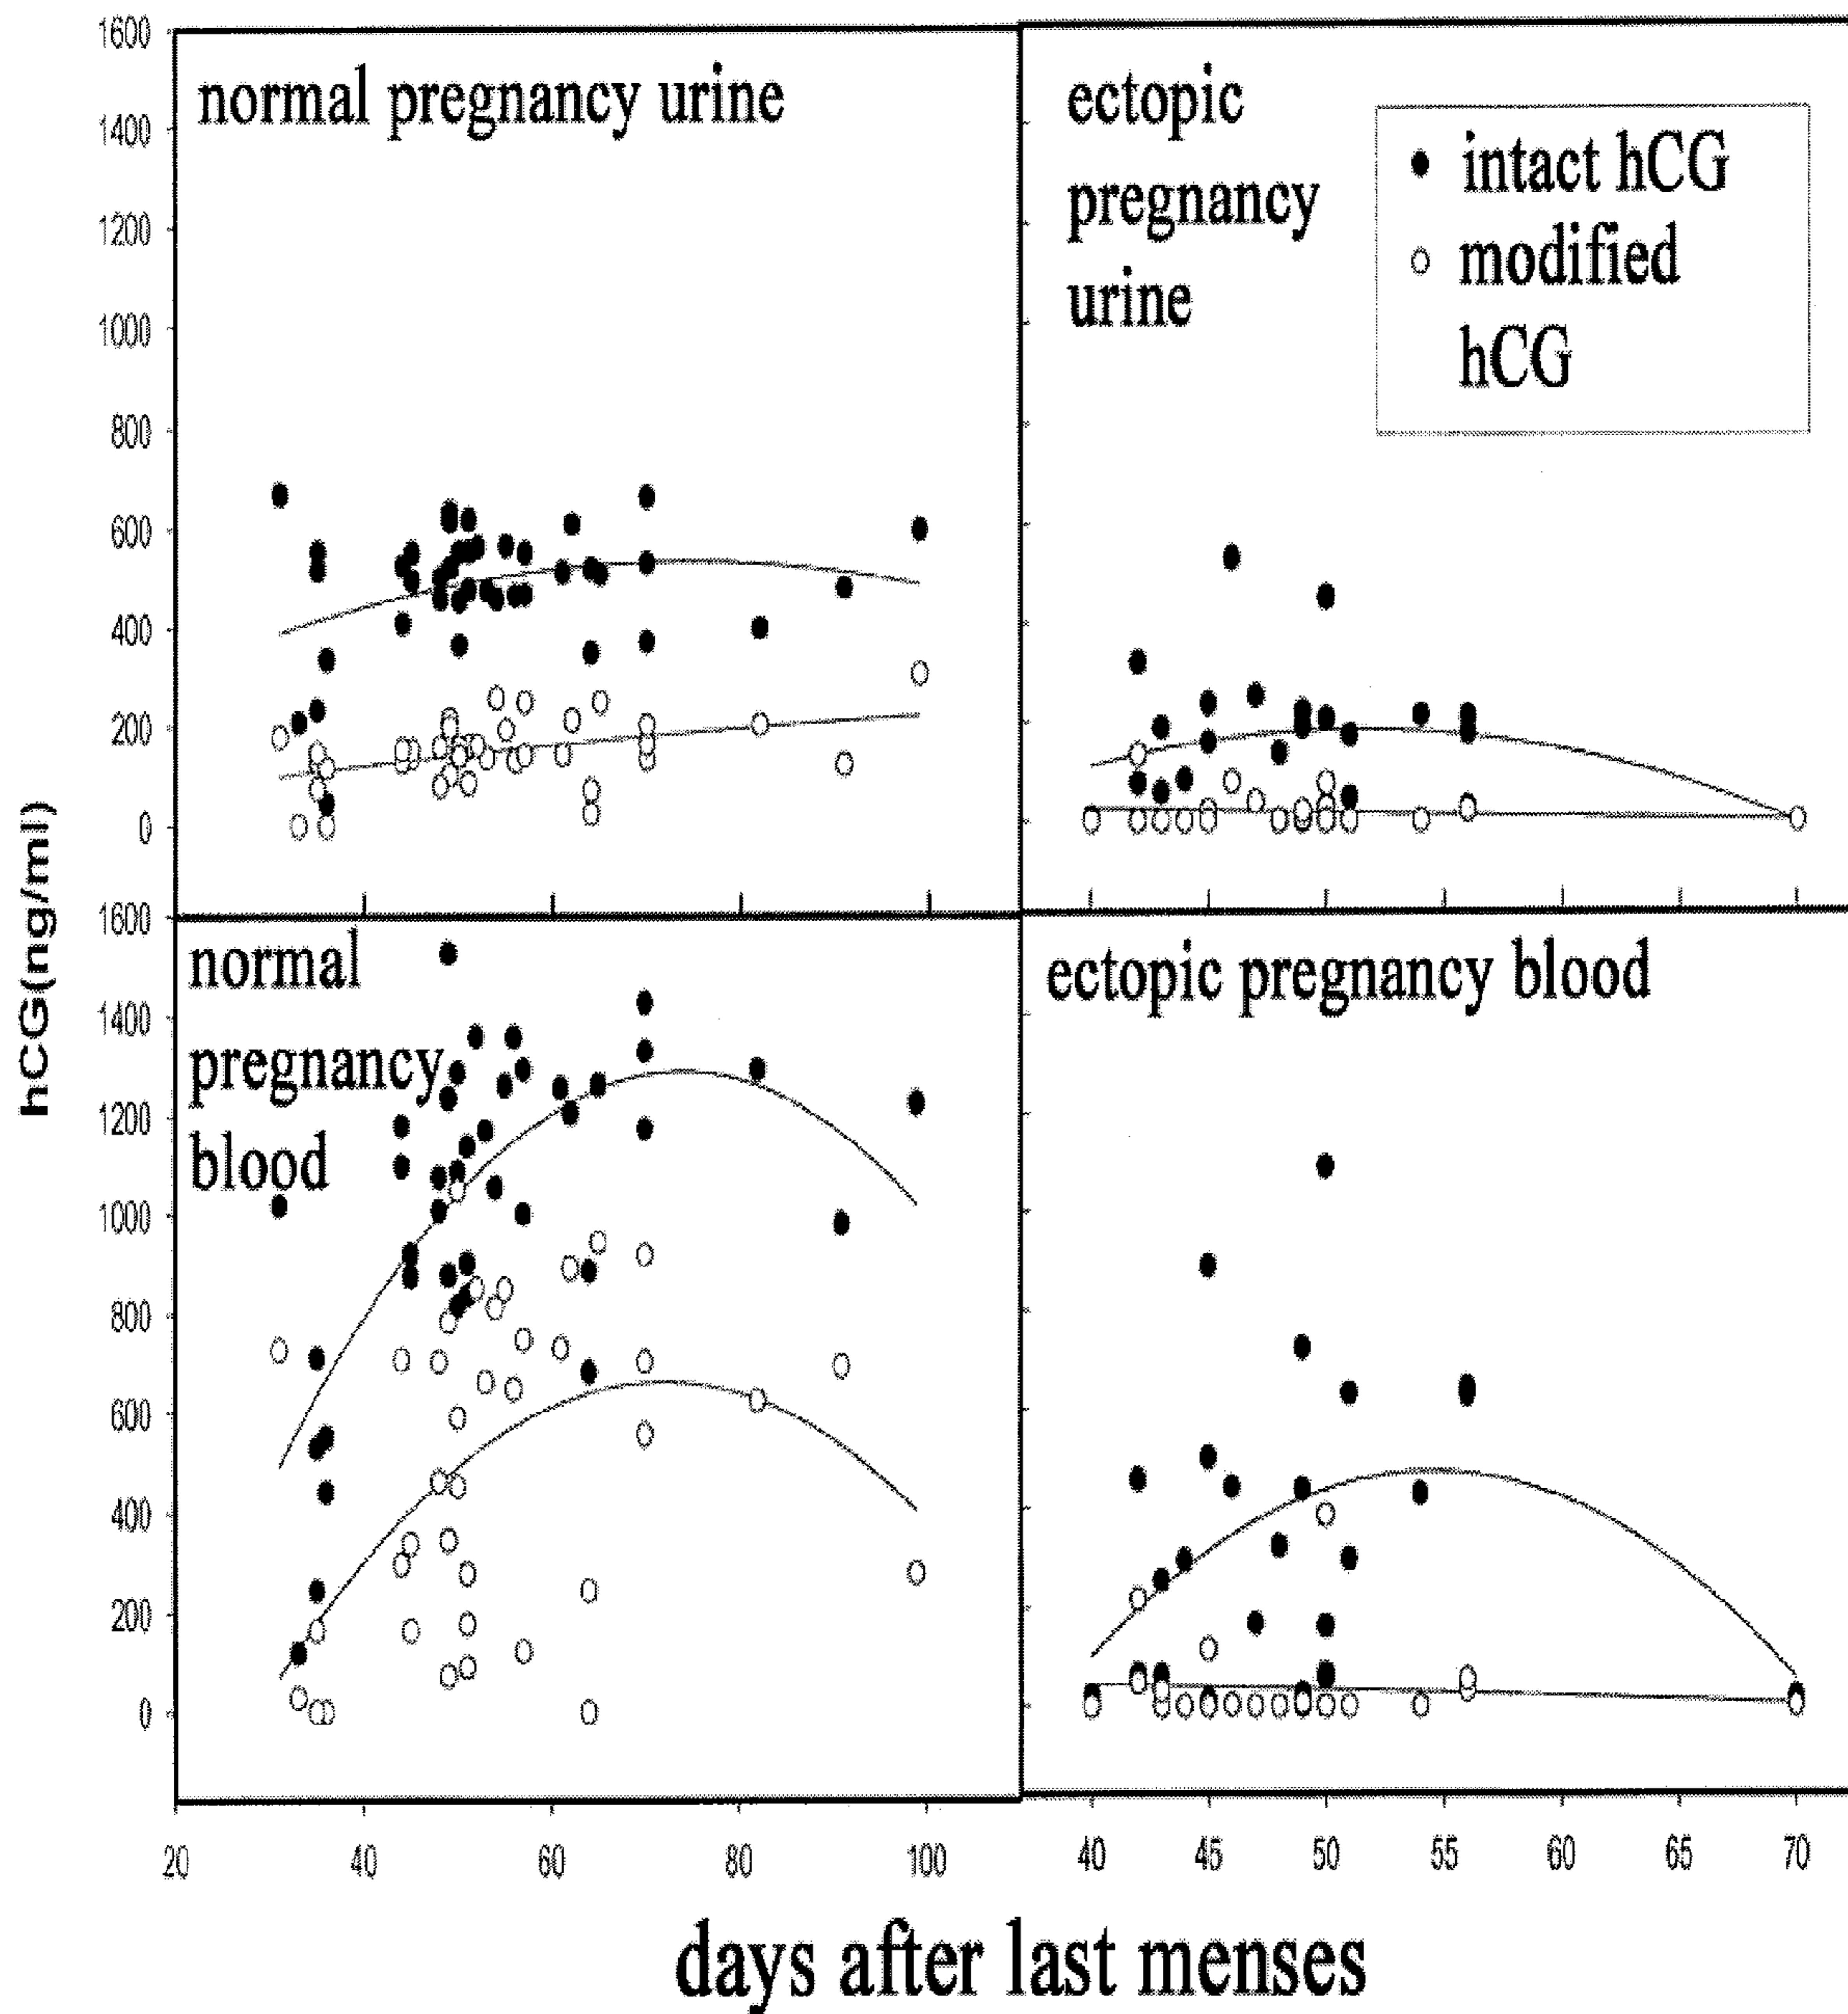 normal pregnancy urine
ectopic
pregnancy
urine
intact hCG
modified
hCG
1600
1400
1200
1000
800
600
400
200
0
hCG(ng/ml)
normal
pregnancy
blood
ectopic pregnancy blood
1600
1400
1200
1000
800
600
400
200
0
20 40 60 80 100
40 45 50 55 60 65 70
days after last menses